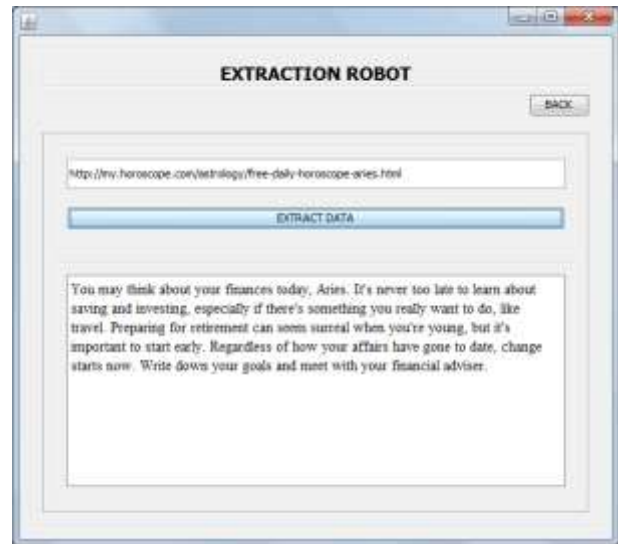 EXTRACTION ROBOT
BACK
http://my.horoscope.com/astrology/free-daily-horoscope-aries.html
EXTRACT DATA
You may think about your finances today, Aries. It's never too late to learn about
saving and investing, especially if there's something you really want to do, like
travel. Preparing for retirement can seem surreal when you're young, but it's
important to start early. Regardless of how your affairs have gone to date, change
starts now. Write down your goals and meet with your financial adviser.